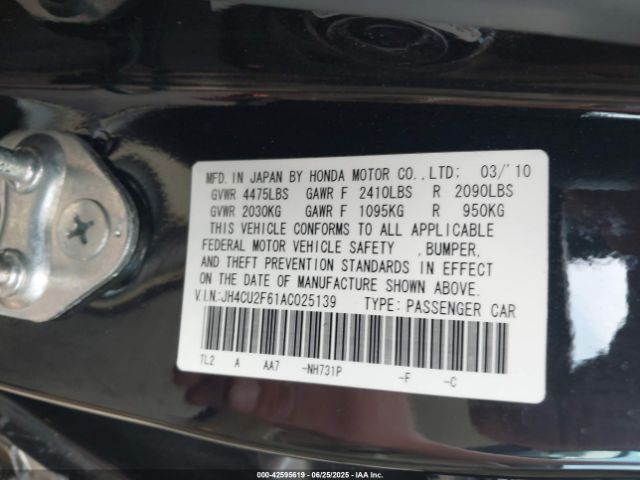 MFD. IN JAPAN BY HONDA MOTOR CO., LTD: 03/'10
GVWR 4475LBS GAWR F 2410LBS R 2090LBS
GVWR 2030KG GAWR F 1095KG R 950KG
THIS VEHICLE CONFORMS TO ALL APPLICABLE
FEDERAL MOTOR VEHICLE SAFETY , BUMPER,
AND THEFT PREVENTION STANDARDS IN EFFECT
ON THE DATE OF MANUFACTURE SHOWN ABOVE.
V.I.N.:JH4CU2F61AC025139 TYPE: PASSENGER CAR
TL2 A AA7 -NH731P -F -C
000-42595619 - 06/25/2025 - IAAI.COM